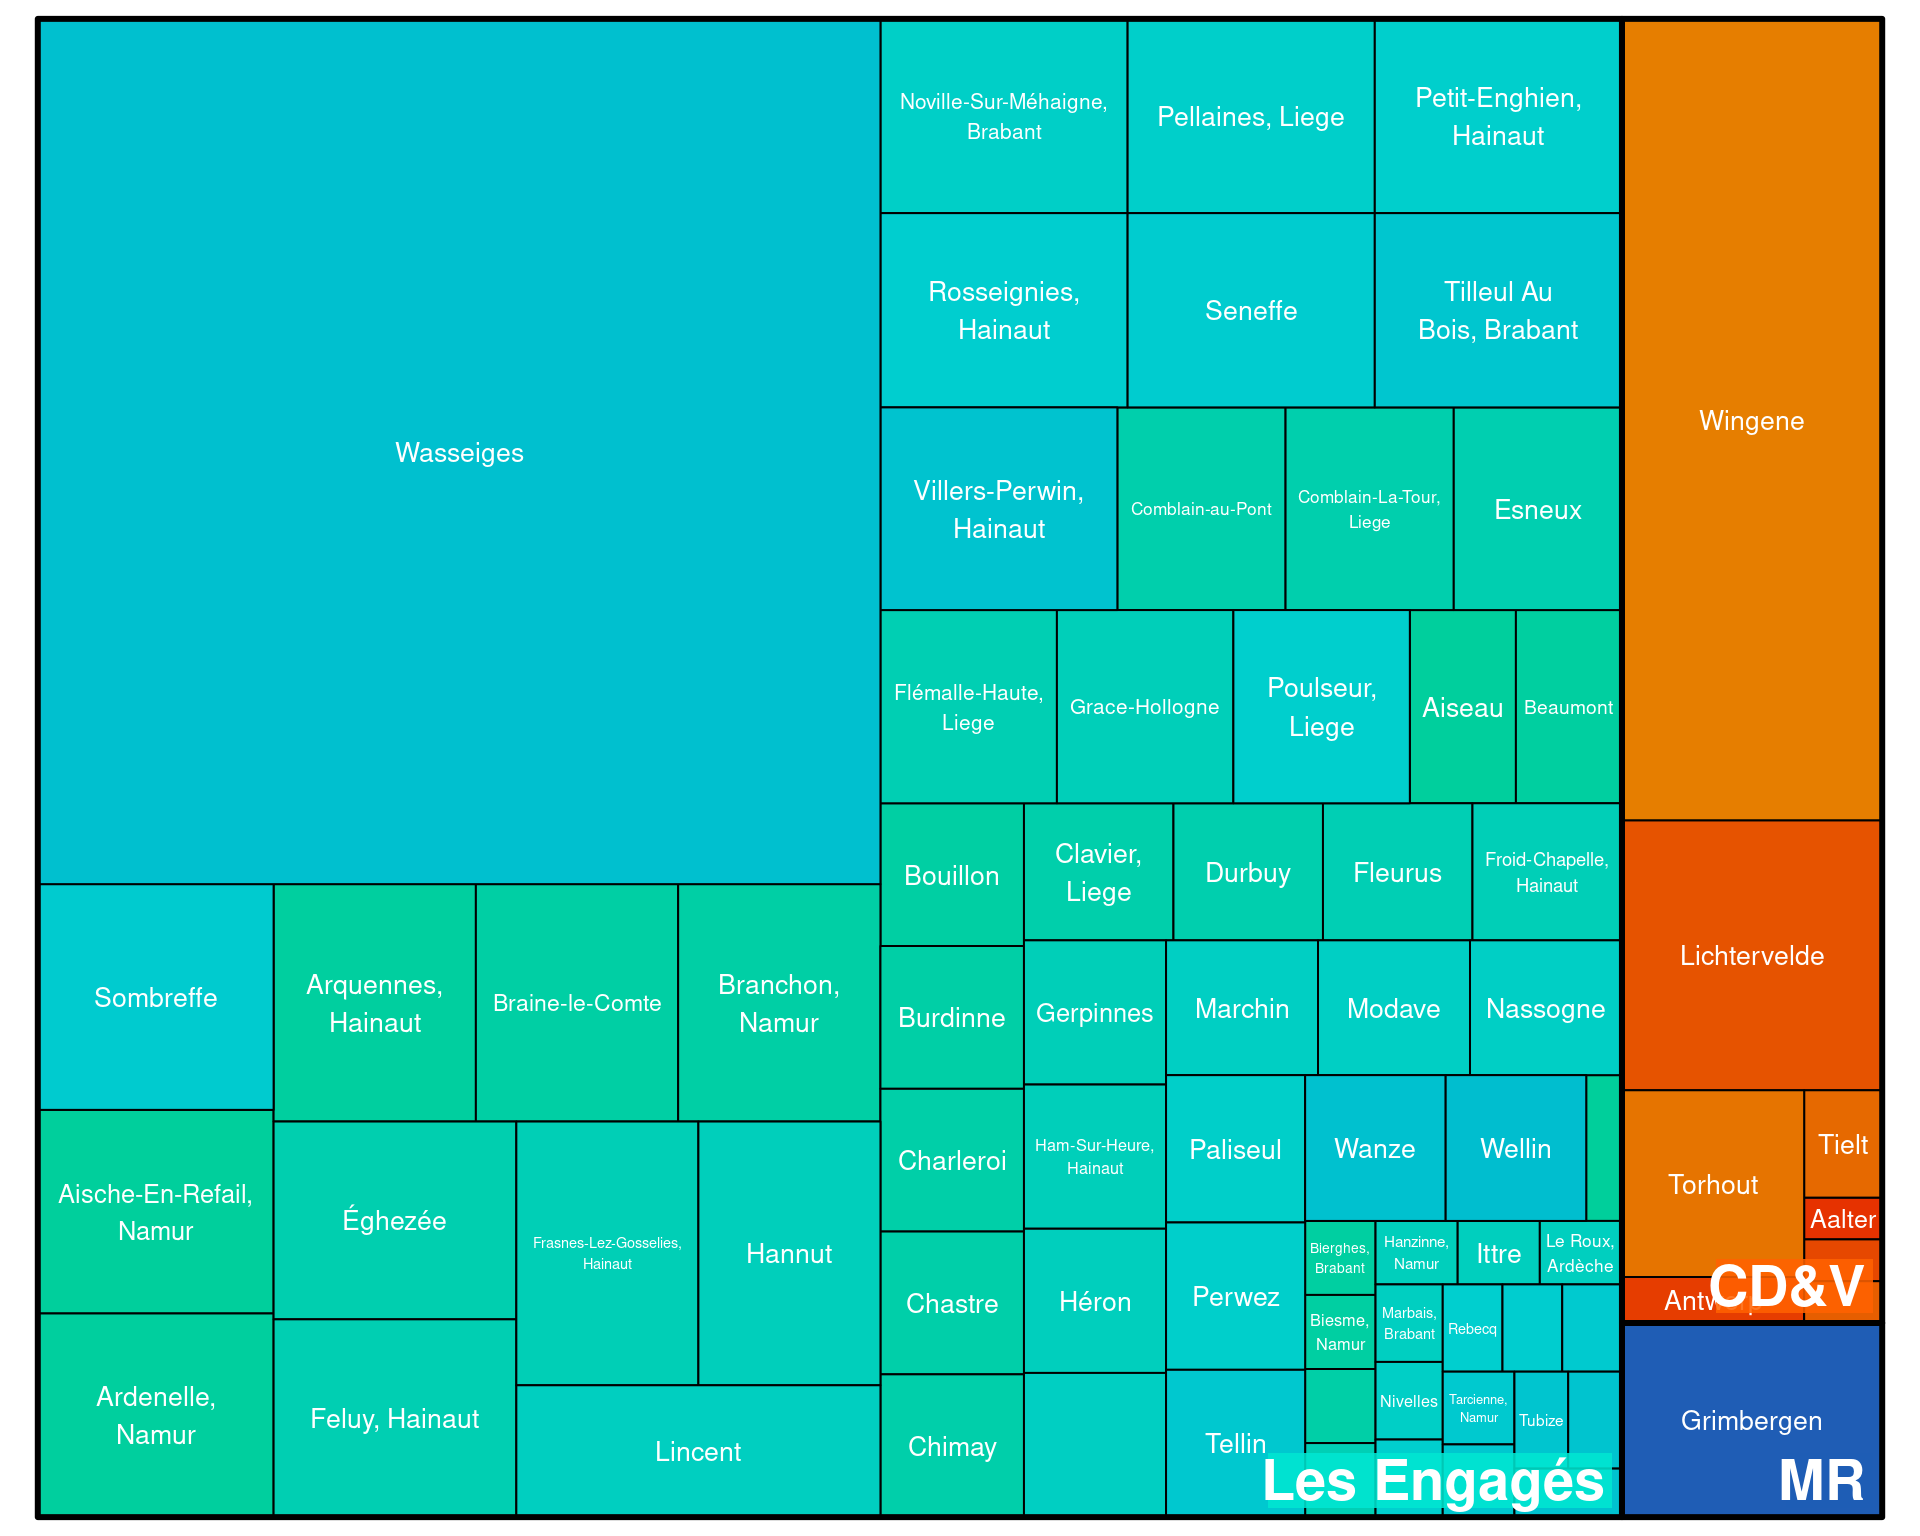 Wasseiges
Noville-Sur-Méhaigne,
Brabant
Pellaines, Liege
Petit-Enghien,
Hainaut
Rosseignies,
Hainaut
Seneffe
Tilleul Au
Bois, Brabant
Villers-Perwin,
Hainaut
Comblain-au-Pont
Comblain-La-Tour,
Liege
Esneux
Flémalle-Haute,
Liege
Grace-Hollogne
Poulseur,
Liege
Aiseau
Beaumont
Bouillon
Clavier,
Liege
Durbuy
Fleurus
Froid-Chapelle,
Hainaut
Sombreffe
Arquennes,
Hainaut
Braine-le-Comte
Branchon,
Namur
Burdinne
Gerpinnes
Marchin
Modave
Nassogne
Charleroi
Ham-Sur-Heure,
Hainaut
Paliseul
Wanze
Wellin
Aische-En-Refail,
Namur
Éghezée
Frasnes-Lez-Gosselies,
Hainaut
Hannut
Chastre
Héron
Perwez
Bierghes,
Brabant
Hanzinne,
Namur
Ittre
Le Roux,
Ardèche
Biesme,
Namur
Marbais,
Brabant
Rebecq
Ardenelle,
Namur
Feluy, Hainaut
Lincent
Chimay
Tellin
Nivelles
Tarcienne,
Namur
Tubize
Les Engagés
Wingene
Lichtervelde
Torhout
Tielt
Aalter
Antwerp
CD&V
Grimbergen
MR